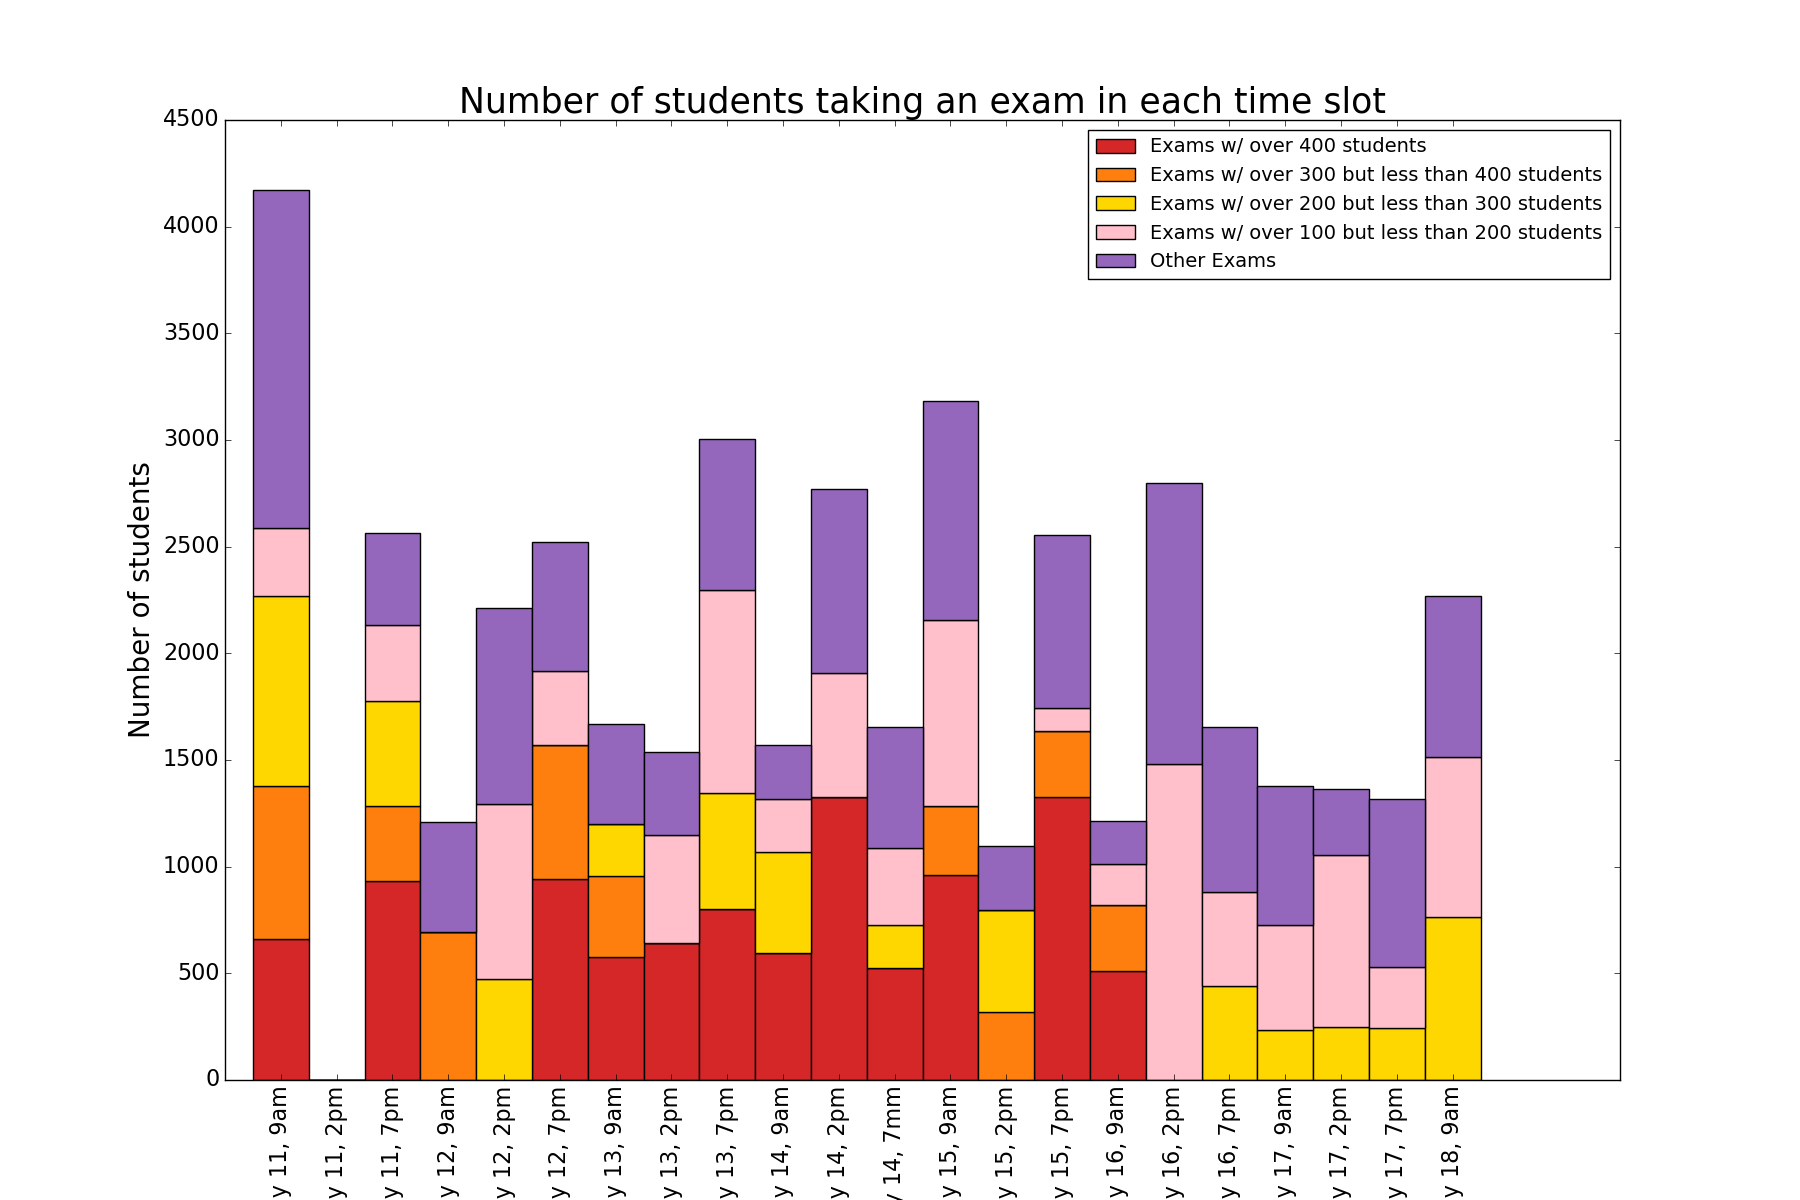 Number of students taking an exam in each time slot
Exams w/ over 400 students
Exams w/ over 300 but less than 400 students
Exams w/ over 200 but less than 300 students
Exams w/ over 100 but less than 200 students
Other Exams
Number of students
4500
4000
3500
3000
2500
2000
1500
1000
500
0
y 11, 9am
y 11, 2pm
y 11, 7pm
y 12, 9am
y 12, 2pm
y 12, 7pm
y 13, 9am
y 13, 2pm
y 13, 7pm
y 14, 9am
y 14, 2pm
y 14, 7mm
y 15, 9am
y 15, 2pm
y 15, 7pm
y 16, 9am
y 16, 2pm
y 16, 7pm
y 17, 9am
y 17, 2pm
y 17, 7pm
y 18, 9am